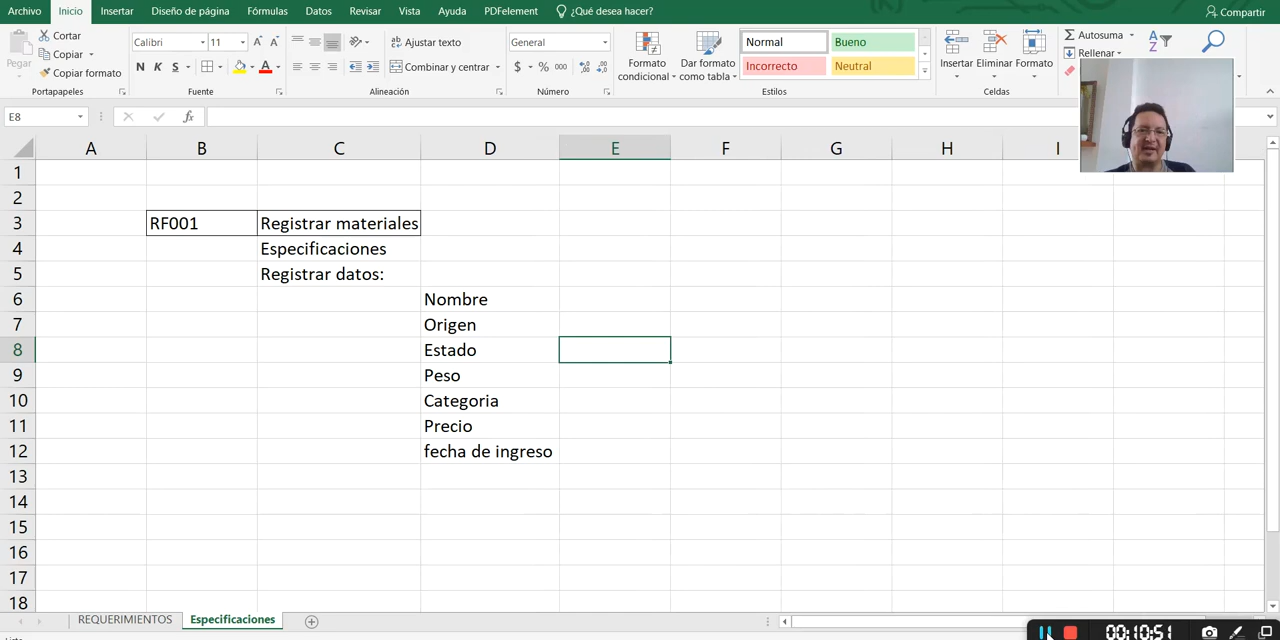 Archivo Inicio Insertar Diseño de página Fórmulas Datos Revisar Vista Ayuda PDFelement ¿Qué desea hacer? Compartir
Pegar
Cortar
Copiar
Copiar formato
Portapapeles
Calibri 11
N K S
Fuente
Ajustar texto
Combinar y centrar
Alineación
General
$ % 000
Número
Formato condicional
Dar formato como tabla
Normal Bueno
Incorrecto Neutral
Estilos
Insertar Eliminar Formato
Celdas
Autosuma
Rellenar
E8 fx
A B C D E F G H I
1
2
3 RF001 Registrar materiales
4 Especificaciones
5 Registrar datos:
6 Nombre
7 Origen
8 Estado
9 Peso
10 Categoria
11 Precio
12 fecha de ingreso
13
14
15
16
17
18
REQUERIMIENTOS Especificaciones
00:10:51